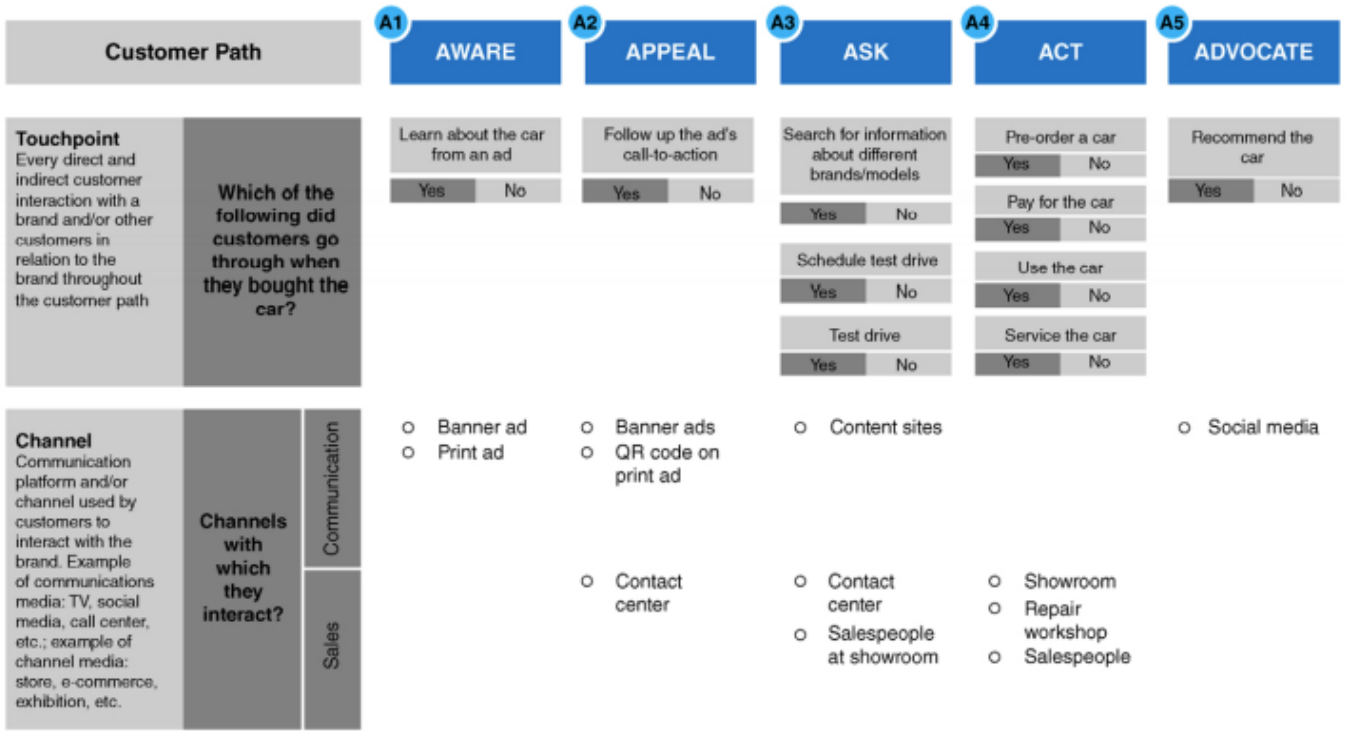 Customer Path
A1
AWARE
A2
APPEAL
A3
ASK
A4
ACT
A5
ADVOCATE
Touchpoint
Every direct and
indirect customer
interaction with a
brand and/or other
customers in
relation to the
brand throughout
the customer path
Which of the
following did
customers go
through when
they bought the
car?
Learn about the car
from an ad
Yes No
Follow up the ad's
call-to-action
Yes No
Search for information
about different
brands/models
Yes No
Schedule test drive
Yes No
Test drive
Yes No
Pre-order a car
Yes No
Pay for the car
Yes No
Use the car
Yes No
Service the car
Yes No
Recommend the
car
Yes No
Channel
Communication
platform and/or
channel used by
customers to
interact with the
brand. Example
of communications
media: TV, social
media, call center,
etc.; example of
channel media:
store, e-commerce,
exhibition, etc.
Channels
with
which
they
interact?
Communication
Banner ad
Print ad
Banner ads
QR code on
print ad
Content sites
Social media
Sales
Contact
center
Contact
center
Salespeople
at showroom
Showroom
Repair
workshop
Salespeople